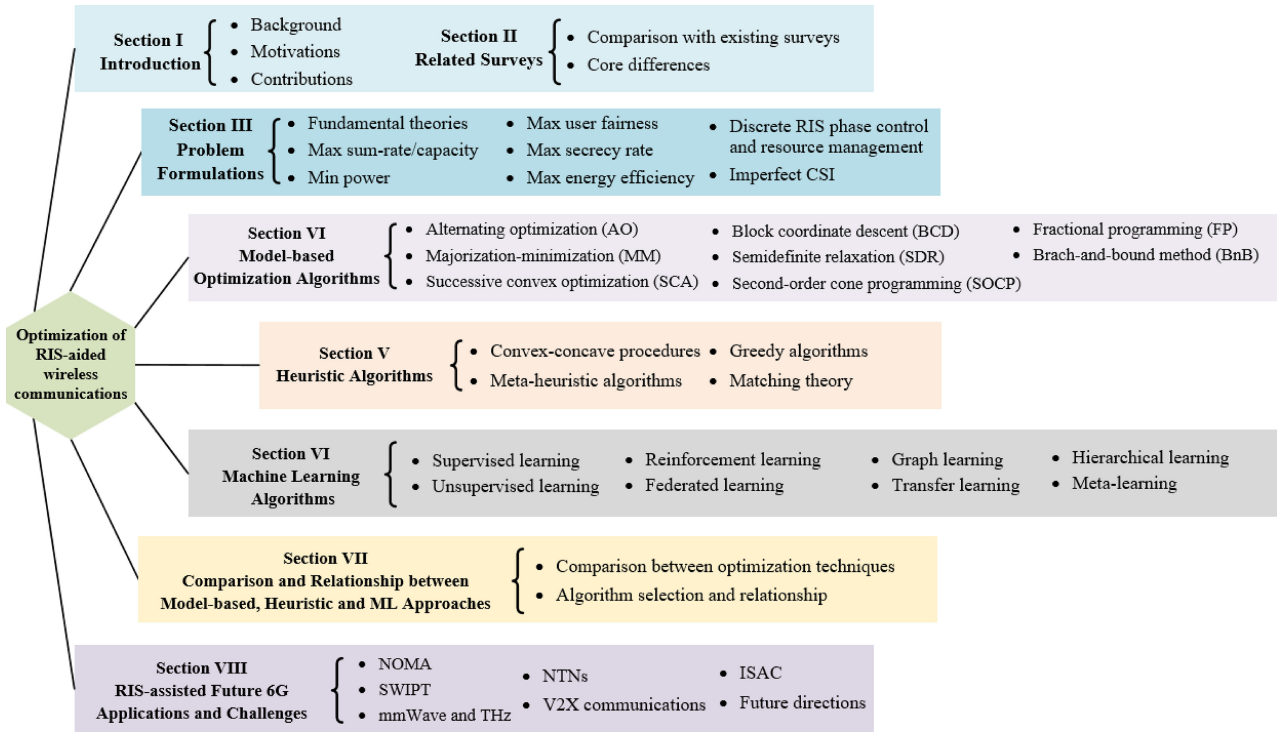 Optimization of
RIS-aided
wireless
communications
Section I
Introduction
• Background
• Motivations
• Contributions
Section II
Related Surveys
• Comparison with existing surveys
• Core differences
Section III
Problem
Formulations
• Fundamental theories
• Max sum-rate/capacity
• Min power
• Max user fairness
• Max secrecy rate
• Max energy efficiency
• Discrete RIS phase control
and resource management
• Imperfect CSI
Section VI
Model-based
Optimization Algorithms
• Alternating optimization (AO)
• Majorization-minimization (MM)
• Successive convex optimization (SCA)
• Block coordinate descent (BCD)
• Semidefinite relaxation (SDR)
• Second-order cone programming (SOCP)
• Fractional programming (FP)
• Brach-and-bound method (BnB)
Section V
Heuristic Algorithms
• Convex-concave procedures
• Meta-heuristic algorithms
• Greedy algorithms
• Matching theory
Section VI
Machine Learning
Algorithms
• Supervised learning
• Unsupervised learning
• Reinforcement learning
• Federated learning
• Graph learning
• Transfer learning
• Hierarchical learning
• Meta-learning
Section VII
Comparison and Relationship between
Model-based, Heuristic and ML Approaches
• Comparison between optimization techniques
• Algorithm selection and relationship
Section VIII
RIS-assisted Future 6G
Applications and Challenges
• NOMA
• SWIPT
• mmWave and THz
• NTNs
• V2X communications
• ISAC
• Future directions